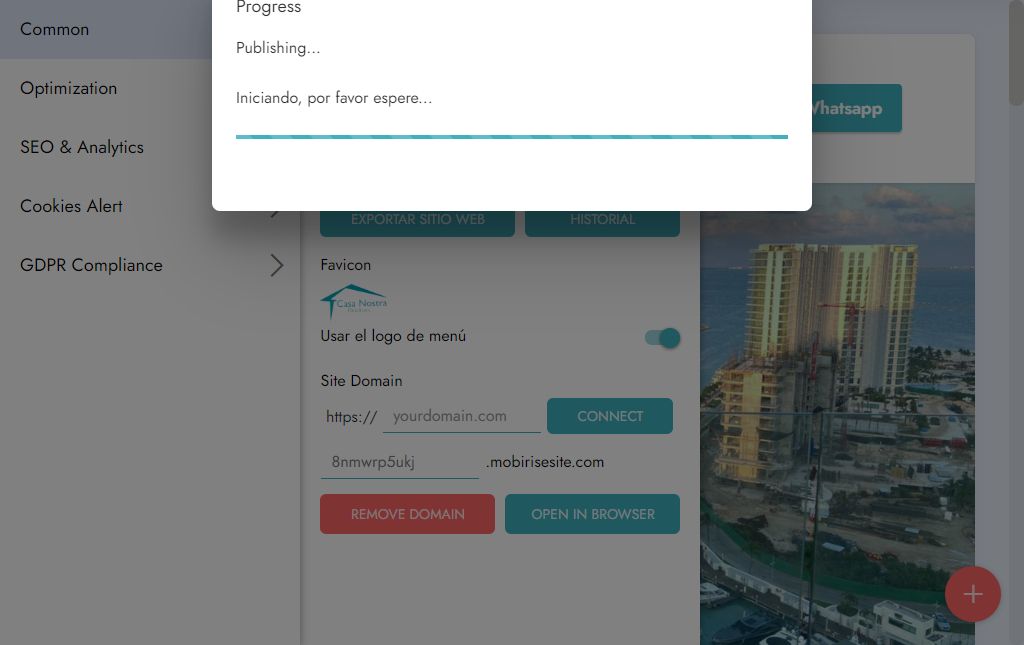 Progress
Publishing...
Iniciando, por favor espere...
Common
Optimization
SEO & Analytics
Cookies Alert
GDPR Compliance
Whatsapp
EXPORTAR SITIO WEB
HISTORIAL
Favicon
Casa Nostra
Usar el logo de menú
Site Domain
https://
yourdomain.com
CONNECT
8nmwrp5ukj
.mobirisesite.com
REMOVE DOMAIN
OPEN IN BROWSER